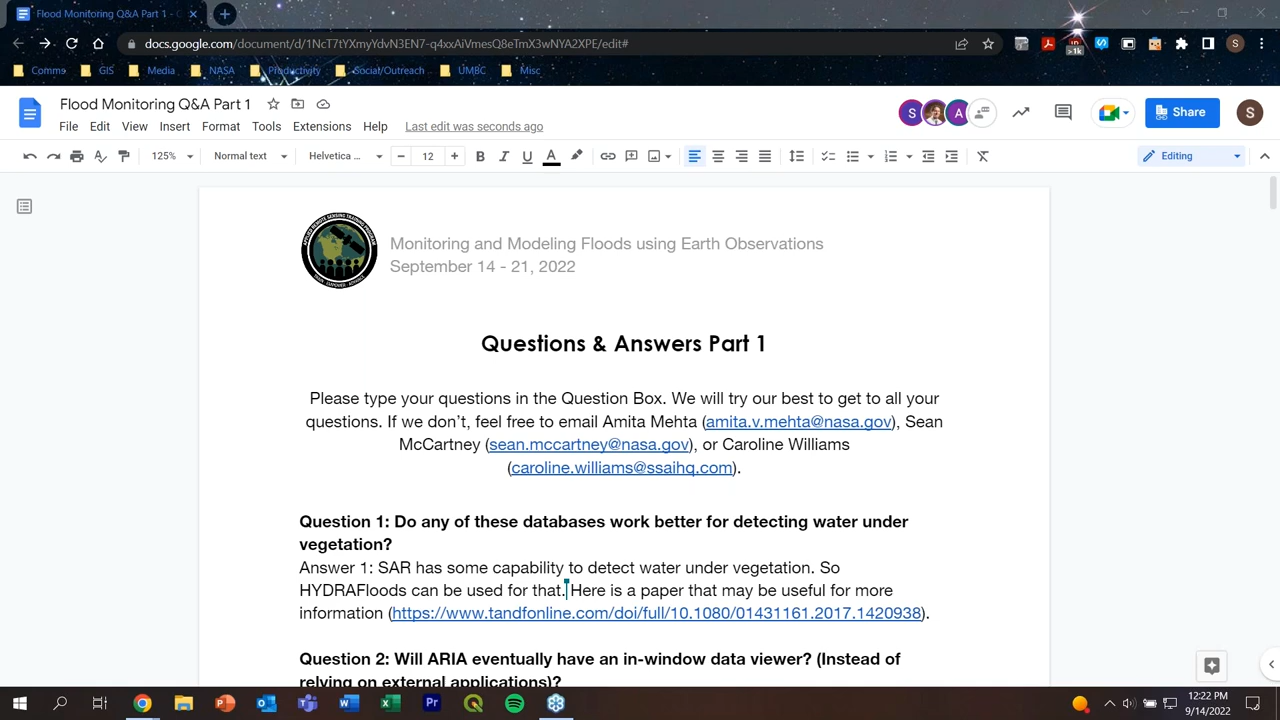 Flood Monitoring Q&A Part 1 -
docs.google.com/document/d/1NcT7tYXmyYdvN3EN7-q4xxAiVmesQ8eTmX3wNYA2XPE/edit#
>1k
S
Comms GIS Media NASA Productivity Social/Outreach UMBC Misc
Flood Monitoring Q&A Part 1
S A Share S
File Edit View Insert Format Tools Extensions Help Last edit was seconds ago
125% Normal text Helvetica ... 12 B I U A Editing
Monitoring and Modeling Floods using Earth Observations
September 14 - 21, 2022
Questions & Answers Part 1
Please type your questions in the Question Box. We will try our best to get to all your
questions. If we don’t, feel free to email Amita Mehta (amita.v.mehta@nasa.gov), Sean
McCartney (sean.mccartney@nasa.gov), or Caroline Williams
(caroline.williams@ssaihq.com).
Question 1: Do any of these databases work better for detecting water under
vegetation?
Answer 1: SAR has some capability to detect water under vegetation. So
HYDRAFloods can be used for that. Here is a paper that may be useful for more
information (https://www.tandfonline.com/doi/full/10.1080/01431161.2017.1420938).
Question 2: Will ARIA eventually have an in-window data viewer? (Instead of
relying on external applications)?
12:22 PM
9/14/2022